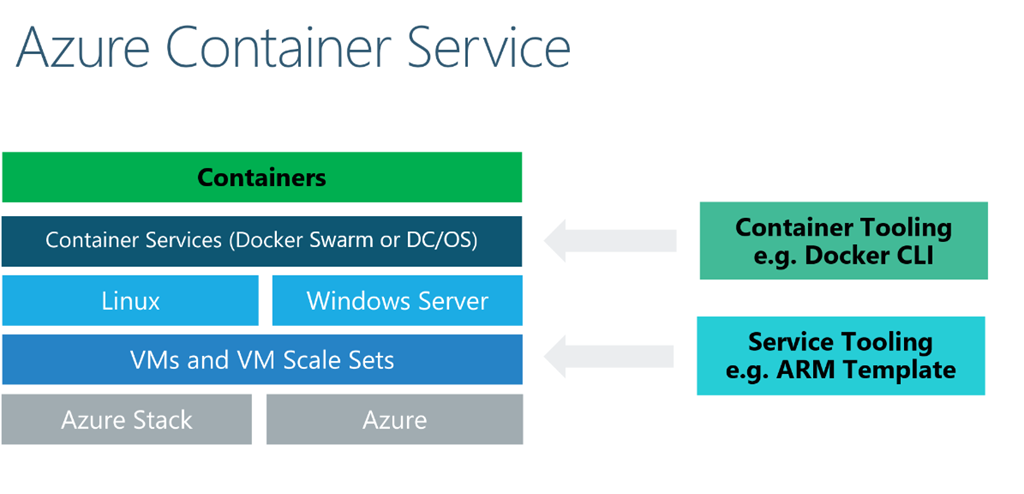 Azure Container Service
Containers
Container Services (Docker Swarm or DC/OS)
Linux
Windows Server
VMs and VM Scale Sets
Azure Stack
Azure
Container Tooling
e.g. Docker CLI
Service Tooling
e.g. ARM Template